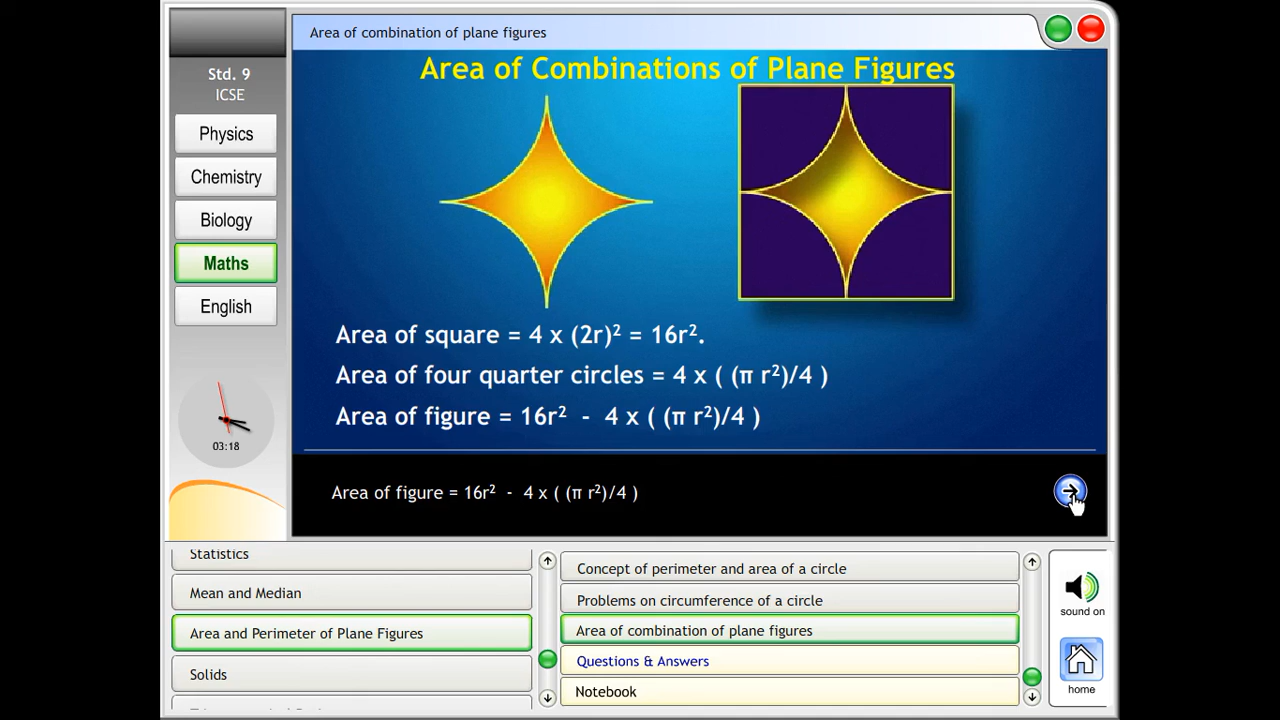 Area of combination of plane figures
Std. 9
ICSE
Physics
Chemistry
Biology
Maths
English
03:18
Area of Combinations of Plane Figures
Area of square = 4 x (2r)² = 16r².
Area of four quarter circles = 4 x ( (π r²)/4 )
Area of figure = 16r² - 4 x ( (π r²)/4 )
Area of figure = 16r² - 4 x ( (π r²)/4 )
Statistics
Mean and Median
Area and Perimeter of Plane Figures
Solids
Concept of perimeter and area of a circle
Problems on circumference of a circle
Area of combination of plane figures
Questions & Answers
Notebook
sound on
home